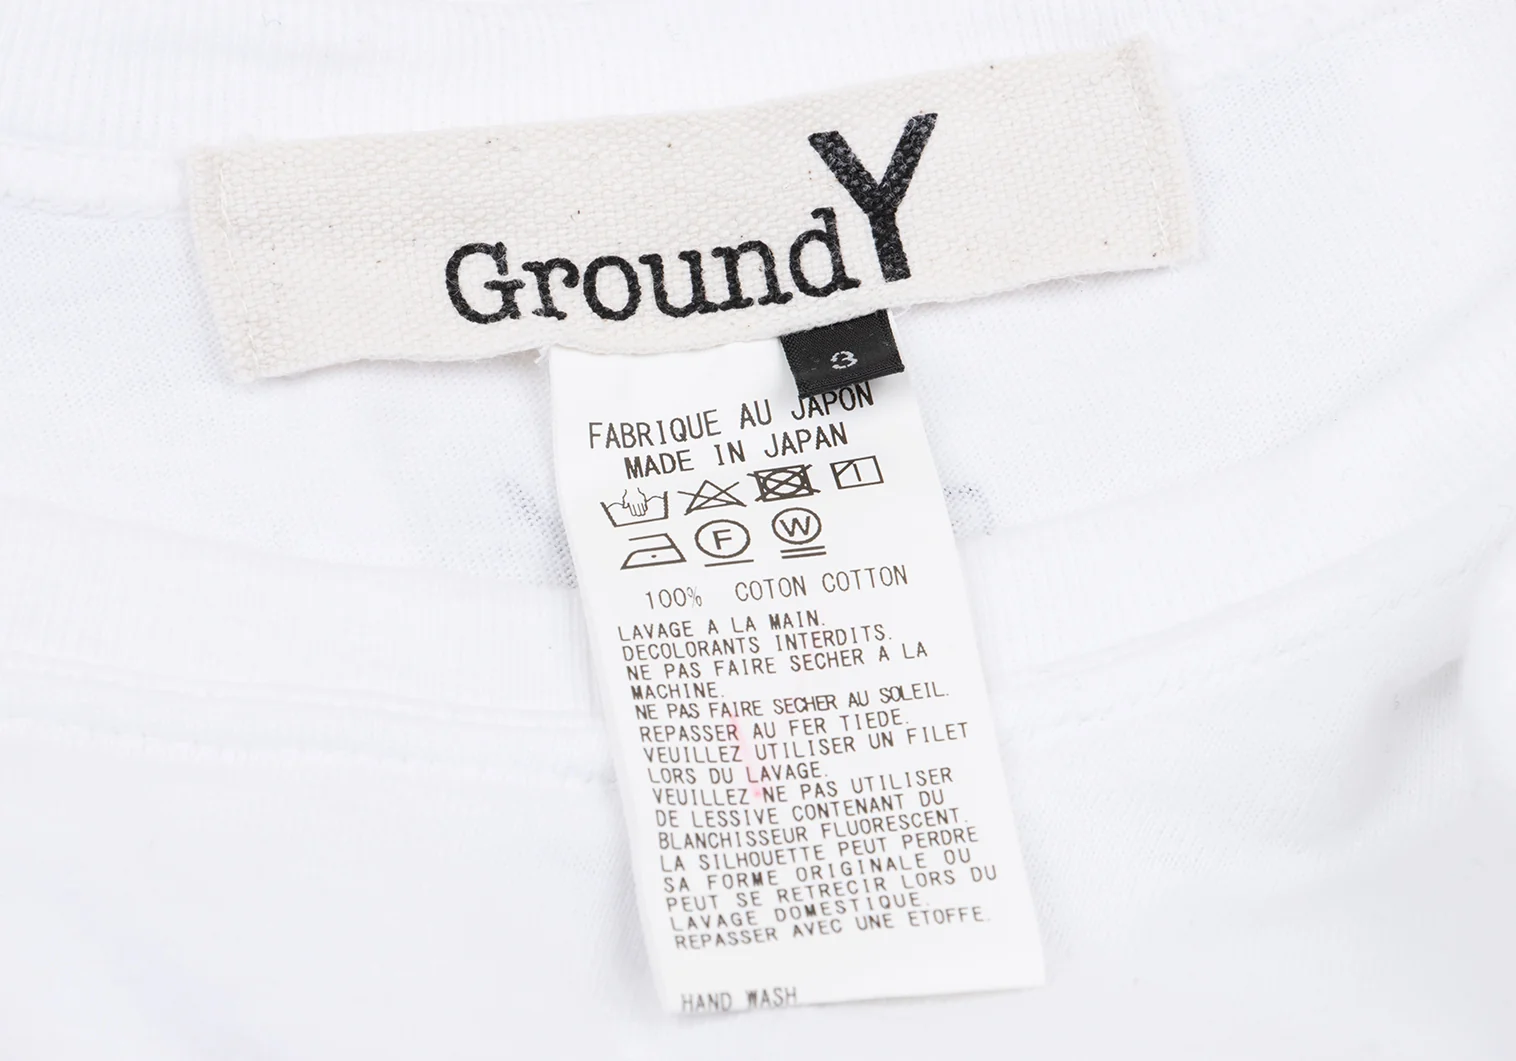 GroundY
3
FABRIQUE AU JAPON
MADE IN JAPAN
F W
100% COTON COTTON
LAVAGE A LA MAIN.
DECOLORANTS INTERDITS.
NE PAS FAIRE SECHER A LA
MACHINE.
NE PAS FAIRE SECHER AU SOLEIL.
REPASSER AU FER TIEDE.
VEUILLEZ UTILISER UN FILET
LORS DU LAVAGE.
VEUILLEZ NE PAS UTILISER
DE LESSIVE CONTENANT DU
BLANCHISSEUR FLUORESCENT.
LA SILHOUETTE PEUT PERDRE
SA FORME ORIGINALE OU
PEUT SE RETRECIR LORS DU
LAVAGE DOMESTIQUE.
REPASSER AVEC UNE ETOFFE.
HAND WASH